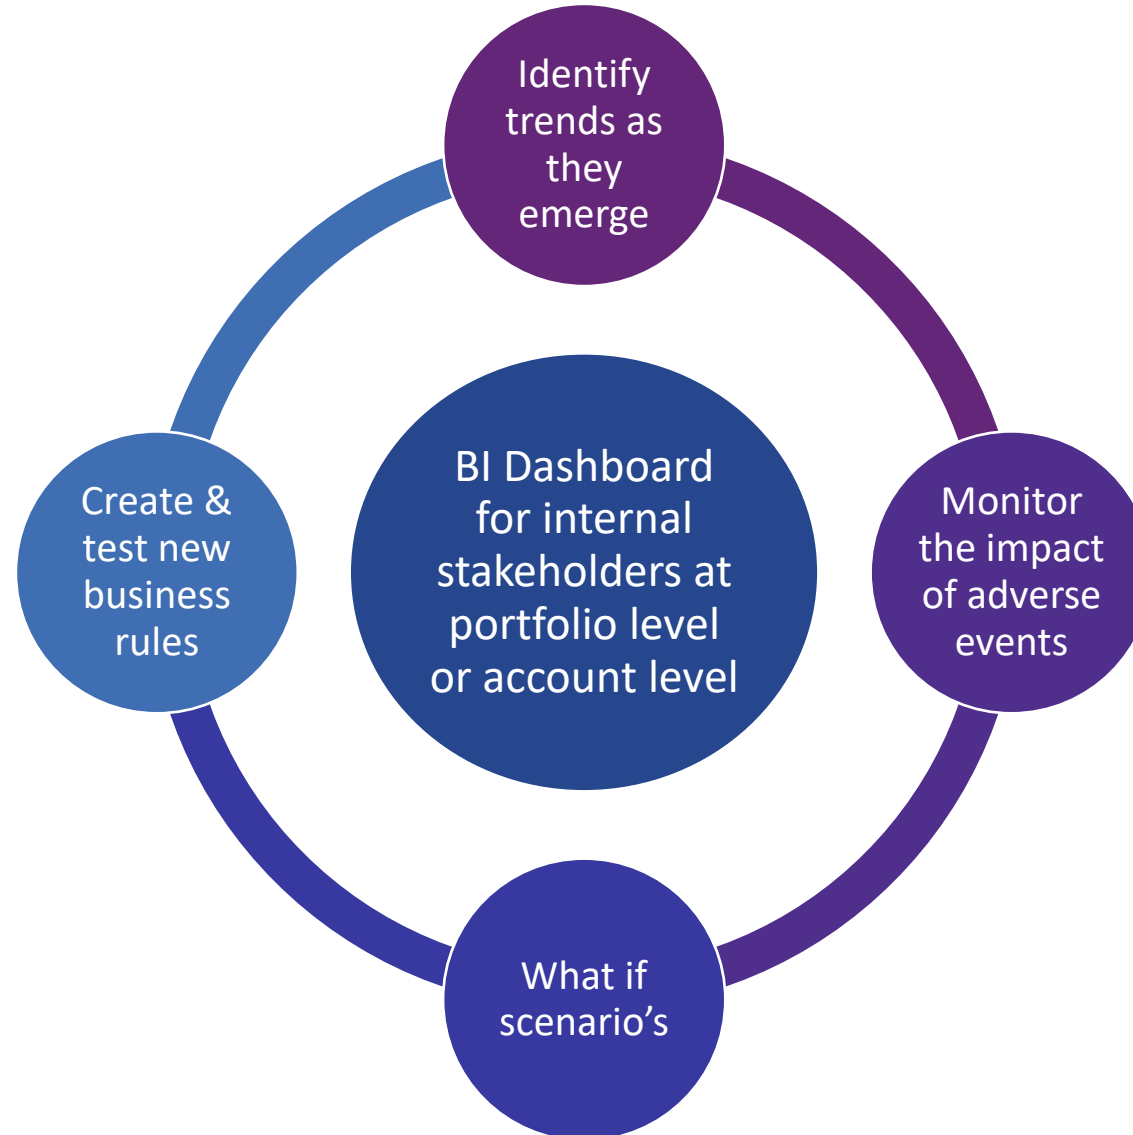 Identify
trends as
they
emerge
BI Dashboard
for internal
stakeholders at
portfolio level
or account level
Monitor
the impact
of adverse
events
What if
scenario’s
Create &
test new
business
rules